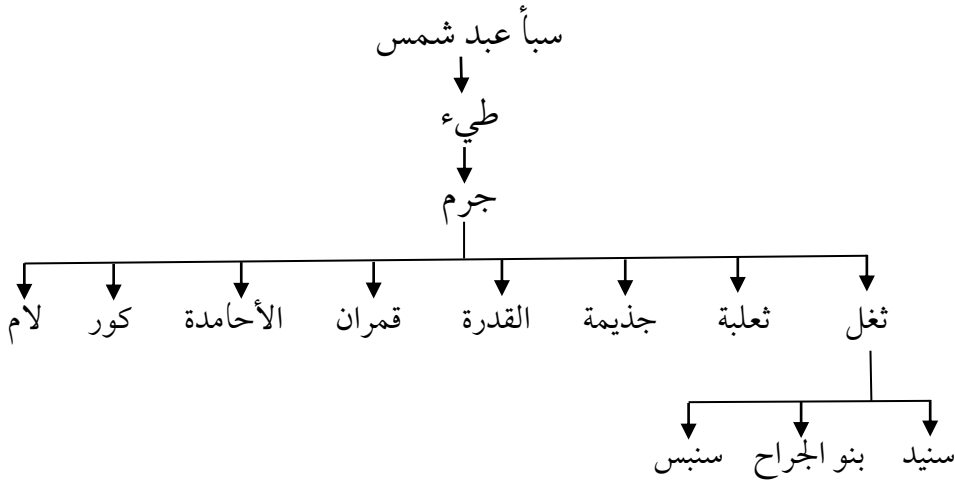 سبأ عبد شمس
طيء
جرم
ثغل ثعلبة جذيمة القدرة قمران الأحامدة كور لام
سنيد بنو الجراح سنبس